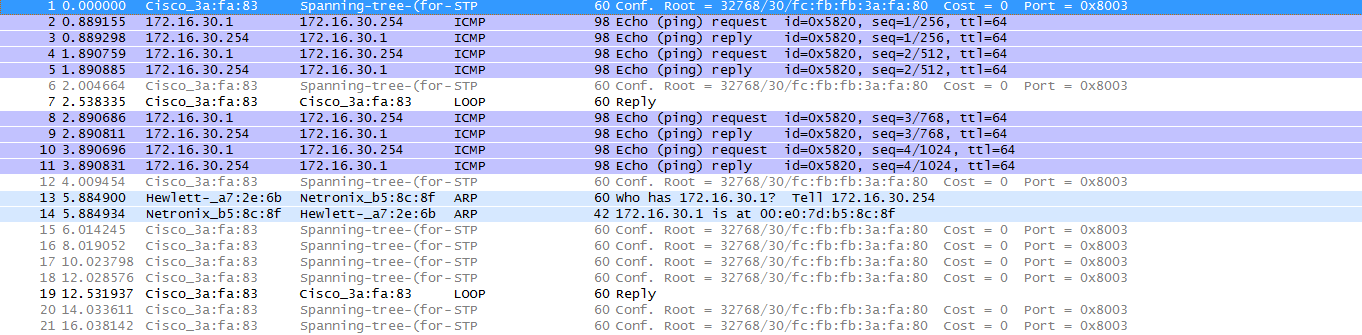 1 0.000000 Cisco_3a:fa:83 Spanning-tree-(for- STP 60 Conf. Root = 32768/30/fc:fb:fb:3a:fa:80 Cost = 0 Port = 0x8003
2 0.889155 172.16.30.1 172.16.30.254 ICMP 98 Echo (ping) request id=0x5820, seq=1/256, ttl=64
3 0.889298 172.16.30.254 172.16.30.1 ICMP 98 Echo (ping) reply id=0x5820, seq=1/256, ttl=64
4 1.890759 172.16.30.1 172.16.30.254 ICMP 98 Echo (ping) request id=0x5820, seq=2/512, ttl=64
5 1.890885 172.16.30.254 172.16.30.1 ICMP 98 Echo (ping) reply id=0x5820, seq=2/512, ttl=64
6 2.004664 Cisco_3a:fa:83 Spanning-tree-(for- STP 60 Conf. Root = 32768/30/fc:fb:fb:3a:fa:80 Cost = 0 Port = 0x8003
7 2.538335 Cisco_3a:fa:83 Cisco_3a:fa:83 LOOP 60 Reply
8 2.890686 172.16.30.1 172.16.30.254 ICMP 98 Echo (ping) request id=0x5820, seq=3/768, ttl=64
9 2.890811 172.16.30.254 172.16.30.1 ICMP 98 Echo (ping) reply id=0x5820, seq=3/768, ttl=64
10 3.890696 172.16.30.1 172.16.30.254 ICMP 98 Echo (ping) request id=0x5820, seq=4/1024, ttl=64
11 3.890831 172.16.30.254 172.16.30.1 ICMP 98 Echo (ping) reply id=0x5820, seq=4/1024, ttl=64
12 4.009454 Cisco_3a:fa:83 Spanning-tree-(for- STP 60 Conf. Root = 32768/30/fc:fb:fb:3a:fa:80 Cost = 0 Port = 0x8003
13 5.884900 Hewlett-_a7:2e:6b Netronix_b5:8c:8f ARP 60 Who has 172.16.30.1? Tell 172.16.30.254
14 5.884934 Netronix_b5:8c:8f Hewlett-_a7:2e:6b ARP 42 172.16.30.1 is at 00:e0:7d:b5:8c:8f
15 6.014245 Cisco_3a:fa:83 Spanning-tree-(for- STP 60 Conf. Root = 32768/30/fc:fb:fb:3a:fa:80 Cost = 0 Port = 0x8003
16 8.019052 Cisco_3a:fa:83 Spanning-tree-(for- STP 60 Conf. Root = 32768/30/fc:fb:fb:3a:fa:80 Cost = 0 Port = 0x8003
17 10.023798 Cisco_3a:fa:83 Spanning-tree-(for- STP 60 Conf. Root = 32768/30/fc:fb:fb:3a:fa:80 Cost = 0 Port = 0x8003
18 12.028576 Cisco_3a:fa:83 Spanning-tree-(for- STP 60 Conf. Root = 32768/30/fc:fb:fb:3a:fa:80 Cost = 0 Port = 0x8003
19 12.531937 Cisco_3a:fa:83 Cisco_3a:fa:83 LOOP 60 Reply
20 14.033611 Cisco_3a:fa:83 Spanning-tree-(for- STP 60 Conf. Root = 32768/30/fc:fb:fb:3a:fa:80 Cost = 0 Port = 0x8003
21 16.038142 Cisco_3a:fa:83 Spanning-tree-(for- STP 60 Conf. Root = 32768/30/fc:fb:fb:3a:fa:80 Cost = 0 Port = 0x8003